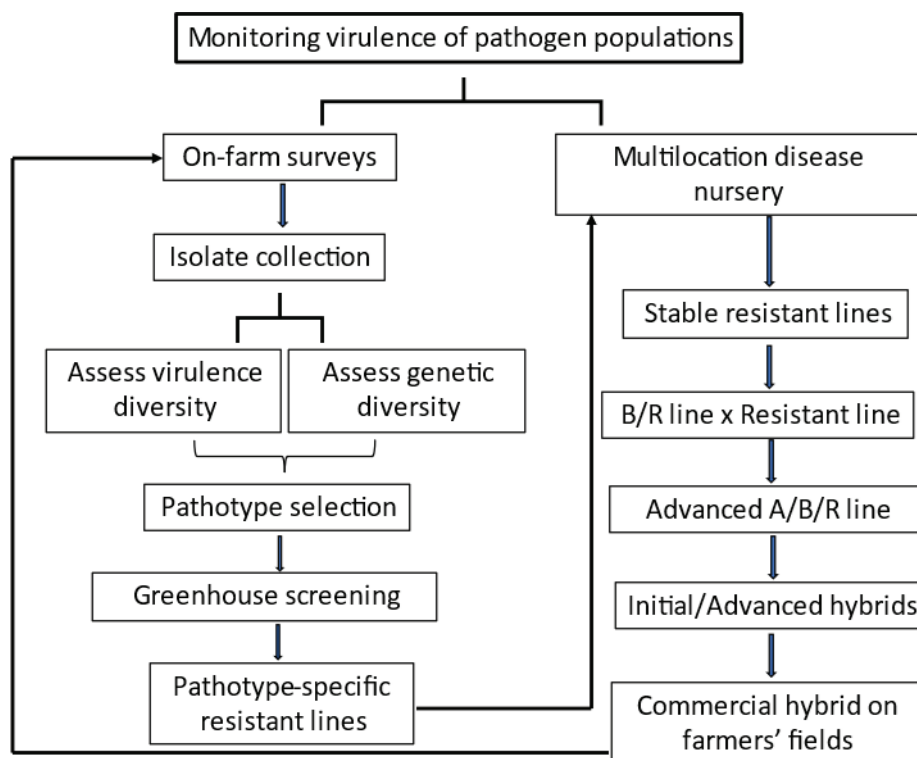 Monitoring virulence of pathogen populations
On-farm surveys
Isolate collection
Assess virulence
diversity
Assess genetic
diversity
Pathotype selection
Greenhouse screening
Pathotype-specific
resistant lines
Multilocation disease
nursery
Stable resistant lines
B/R line x Resistant line
Advanced A/B/R line
Initial/Advanced hybrids
Commercial hybrid on
farmers’ fields